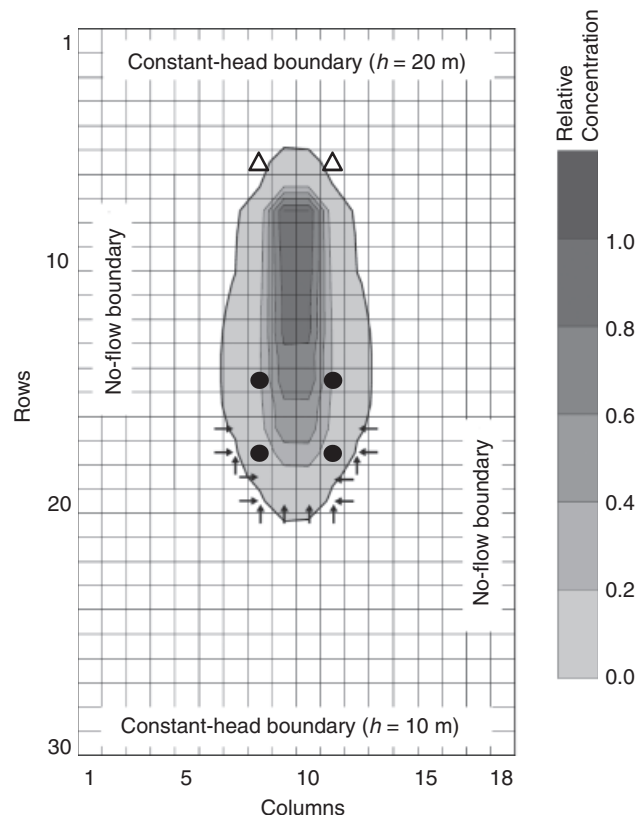 Constant-head boundary (h = 20 m)
No-flow boundary
No-flow boundary
Constant-head boundary (h = 10 m)
Rows
1
10
20
30
1
5
10
15
18
Columns
Relative
Concentration
1.0
0.8
0.6
0.4
0.2
0.0